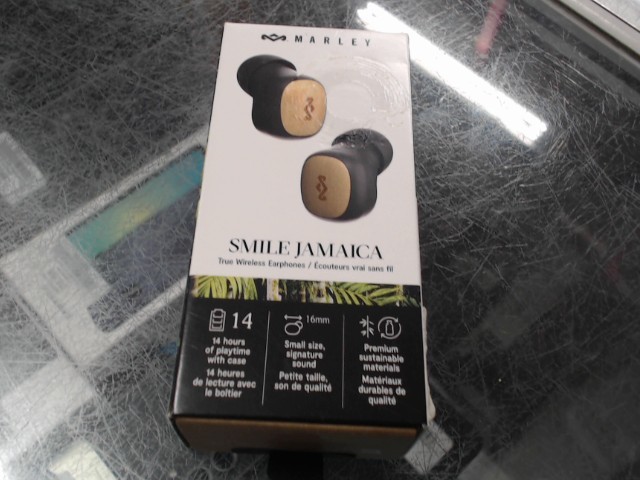 MARLEY
SMILE JAMAICA
True Wireless Earphones / Écouteurs vrai sans fil
14
14 hours
of playtime
with case
14 heures
de lecture avec
le boîtier
16mm
Small size,
signature
sound
Petite taille,
son de qualité
Premium
sustainable
materials
Matériaux
durables de
qualité